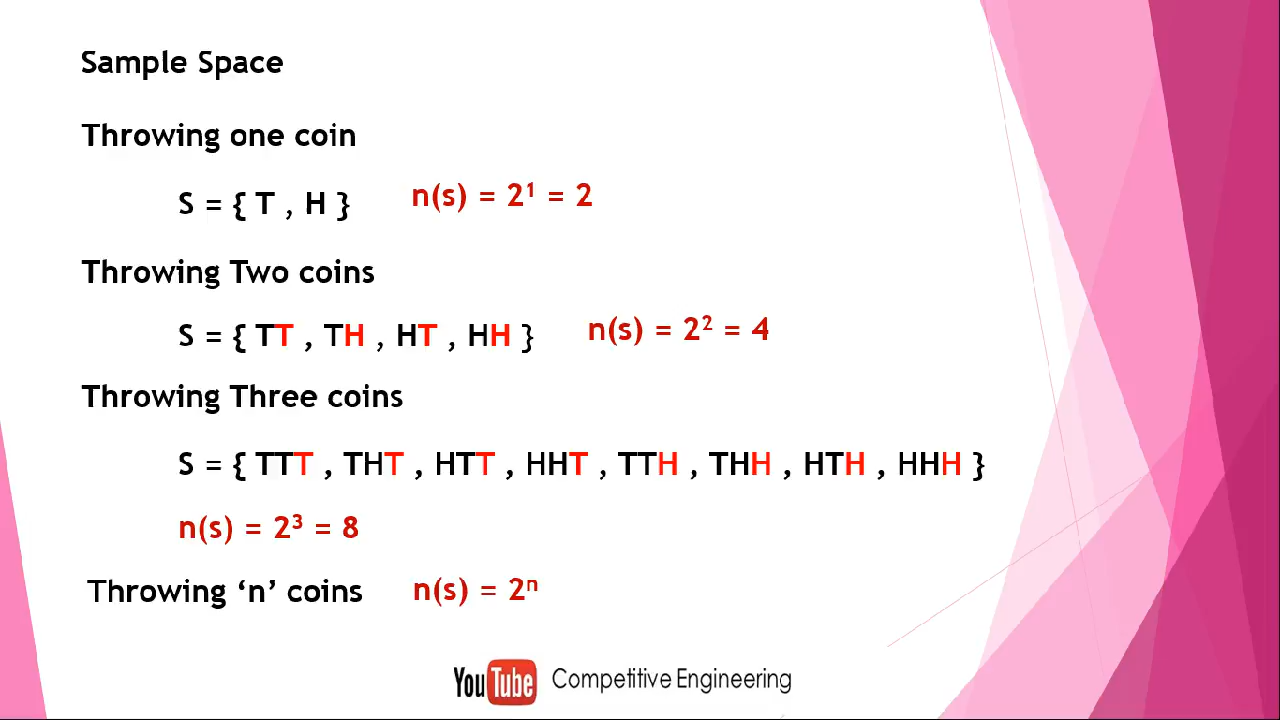 Sample Space
Throwing one coin
S = { T , H } n(s) = 2¹ = 2
Throwing Two coins
S = { TT , TH , HT , HH } n(s) = 2² = 4
Throwing Three coins
S = { TTT , THT , HTT , HHT , TTH , THH , HTH , HHH }
n(s) = 2³ = 8
Throwing ‘n’ coins n(s) = 2ⁿ
YouTube Competitive Engineering